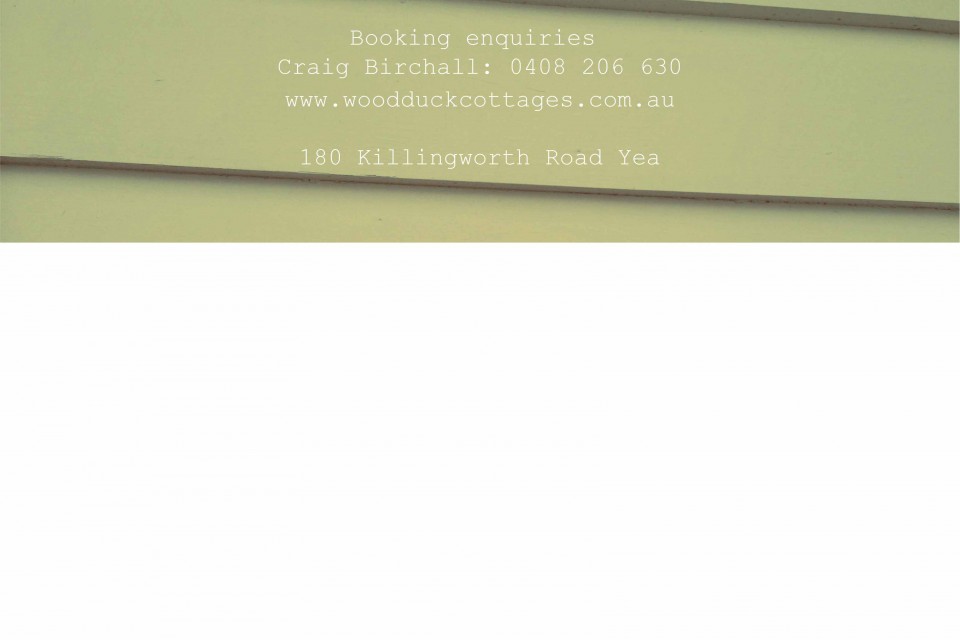 Booking enquiries
Craig Birchall: 0408 206 630
www.woodduckcottages.com.au
180 Killingworth Road Yea